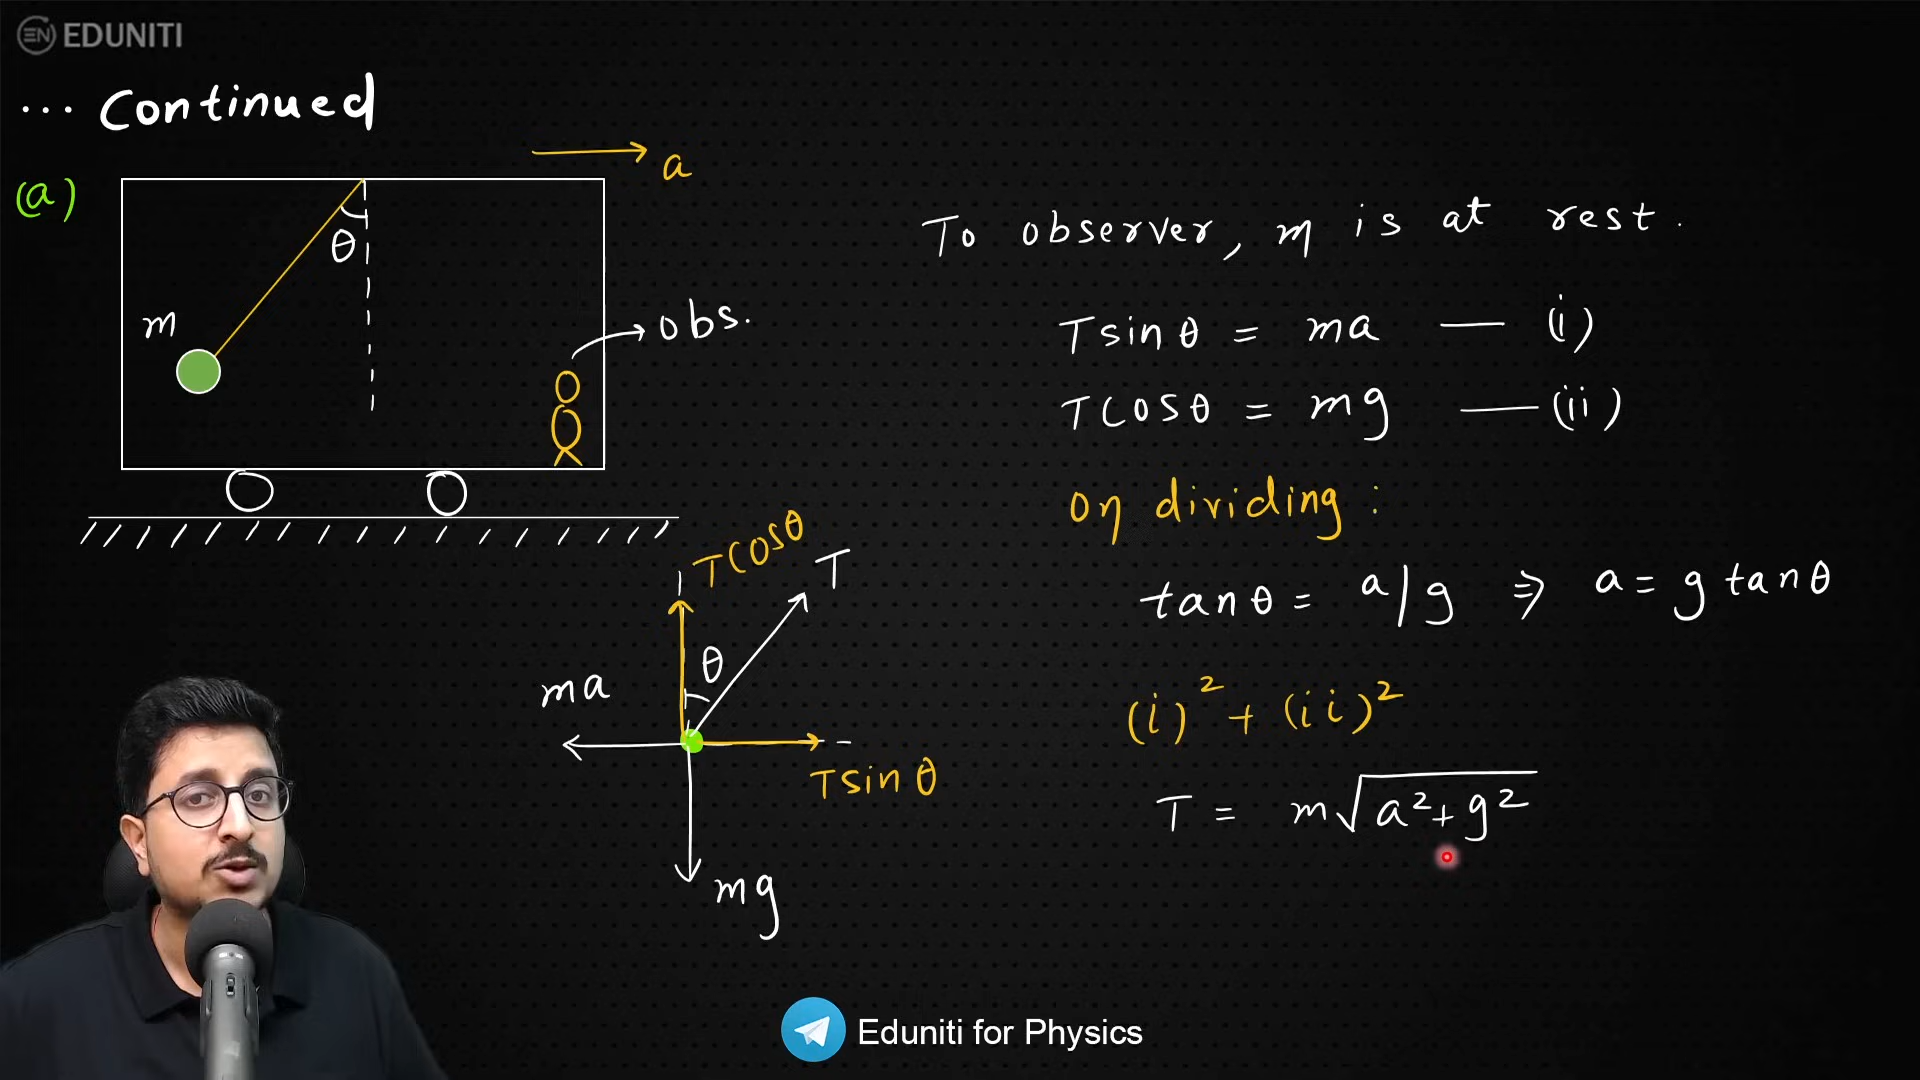 EN EDUNITI
... Continued
(a)
a
θ
m
obs.
To observer, m is at rest.
Tsinθ = ma — (i)
Tcosθ = mg — (ii)
on dividing :
tanθ = a/g ⇒ a = g tanθ
(i)² + (ii)²
T = m√(a²+g²)
Tcosθ
T
θ
ma
Tsinθ
mg
Eduniti for Physics